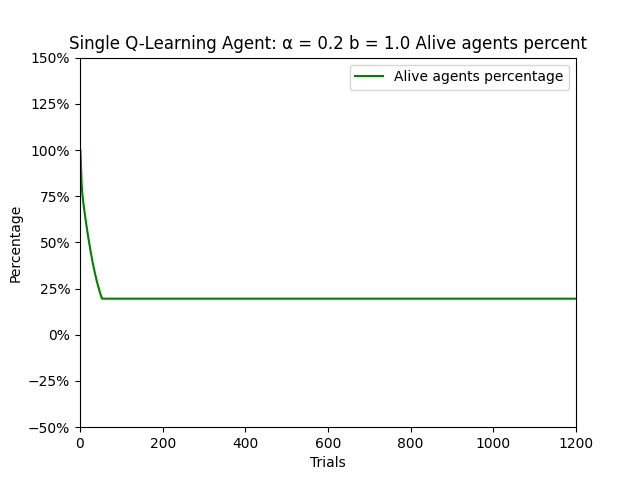 Single Q-Learning Agent: α = 0.2 b = 1.0 Alive agents percent
Alive agents percentage
150%
125%
100%
75%
50%
25%
0%
−25%
−50%
Percentage
0 200 400 600 800 1000 1200
Trials